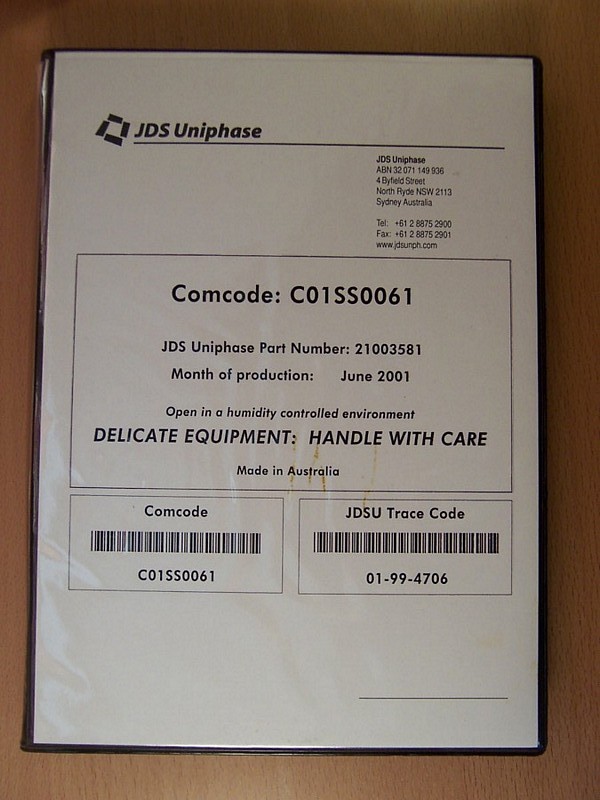 JDS Uniphase
JDS Uniphase
ABN 32 071 149 936
4 Byfield Street
North Ryde NSW 2113
Sydney Australia
Tel: +61 2 8875 2900
Fax: +61 2 8875 2901
www.jdsunph.com
Comcode: C01SS0061
JDS Uniphase Part Number: 21003581
Month of production: June 2001
Open in a humidity controlled environment
DELICATE EQUIPMENT: HANDLE WITH CARE
Made in Australia
Comcode
C01SS0061
JDSU Trace Code
01-99-4706